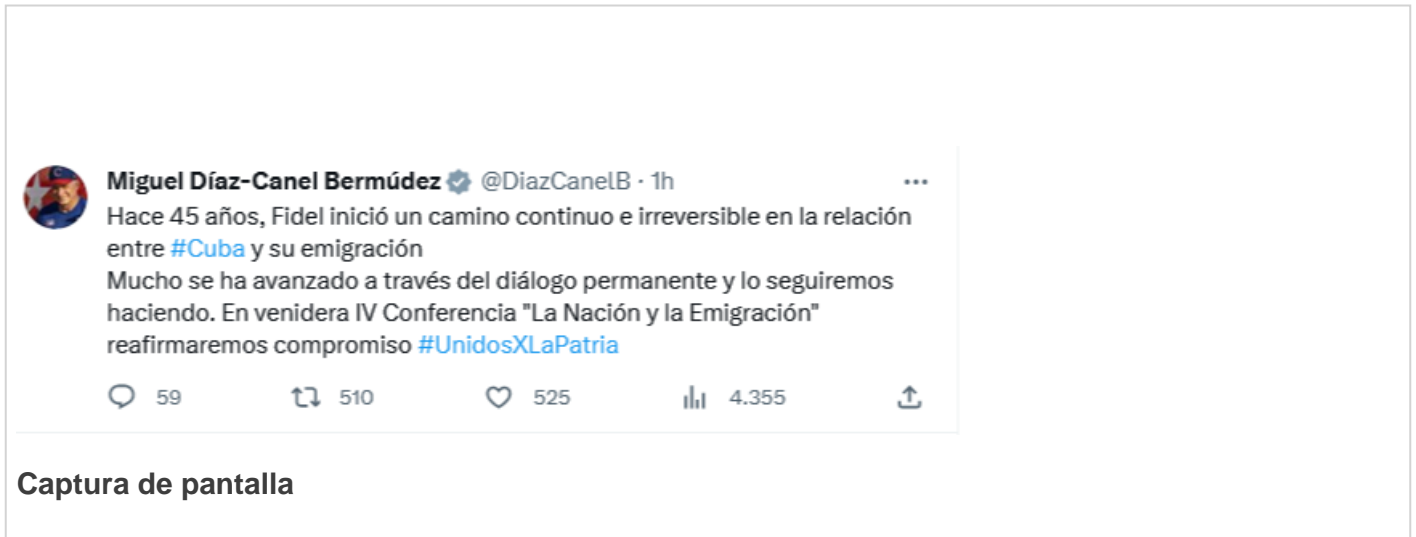 Miguel Díaz-Canel Bermúdez @DiazCanelB · 1h
Hace 45 años, Fidel inició un camino continuo e irreversible en la relación
entre #Cuba y su emigración
Mucho se ha avanzado a través del diálogo permanente y lo seguiremos
haciendo. En venidera IV Conferencia "La Nación y la Emigración"
reafirmaremos compromiso #UnidosXLaPatria
59 510 525 4.355
Captura de pantalla